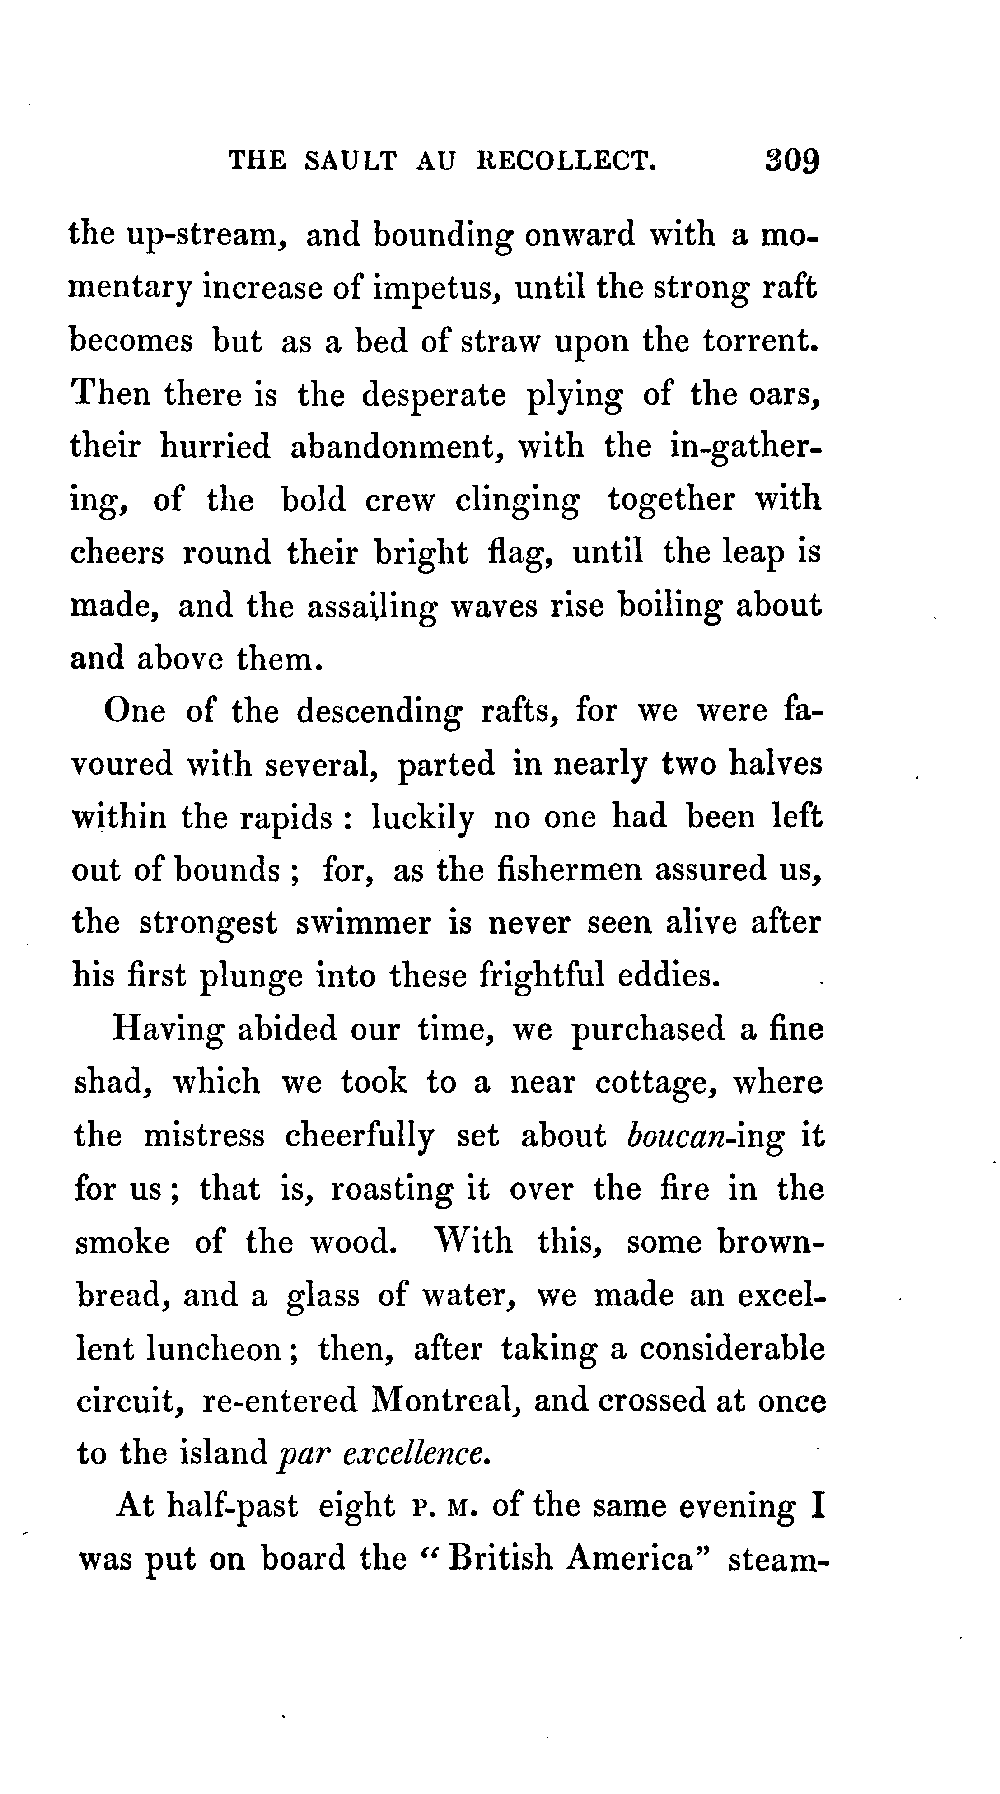 THE SAULT AU RECOLLECT. 309
the up-stream, and bounding onward with a mo-
mentary increase of impetus, until the strong raft
becomes but as a bed of straw upon the torrent.
Then there is the desperate plying of the oars,
their hurried abandonment, with the in-gather-
ing, of the bold crew clinging together with
cheers round their bright flag, until the leap is
made, and the assailing waves rise boiling about
and above them.
One of the descending rafts, for we were fa-
voured with several, parted in nearly two halves
within the rapids : luckily no one had been left
out of bounds ; for, as the fishermen assured us,
the strongest swimmer is never seen alive after
his first plunge into these frightful eddies.
Having abided our time, we purchased a fine
shad, which we took to a near cottage, where
the mistress cheerfully set about boucan-ing it
for us ; that is, roasting it over the fire in the
smoke of the wood. With this, some brown-
bread, and a glass of water, we made an excel-
lent luncheon ; then, after taking a considerable
circuit, re-entered Montreal, and crossed at once
to the island par excellence.
At half-past eight P. M. of the same evening I
was put on board the “ British America” steam-